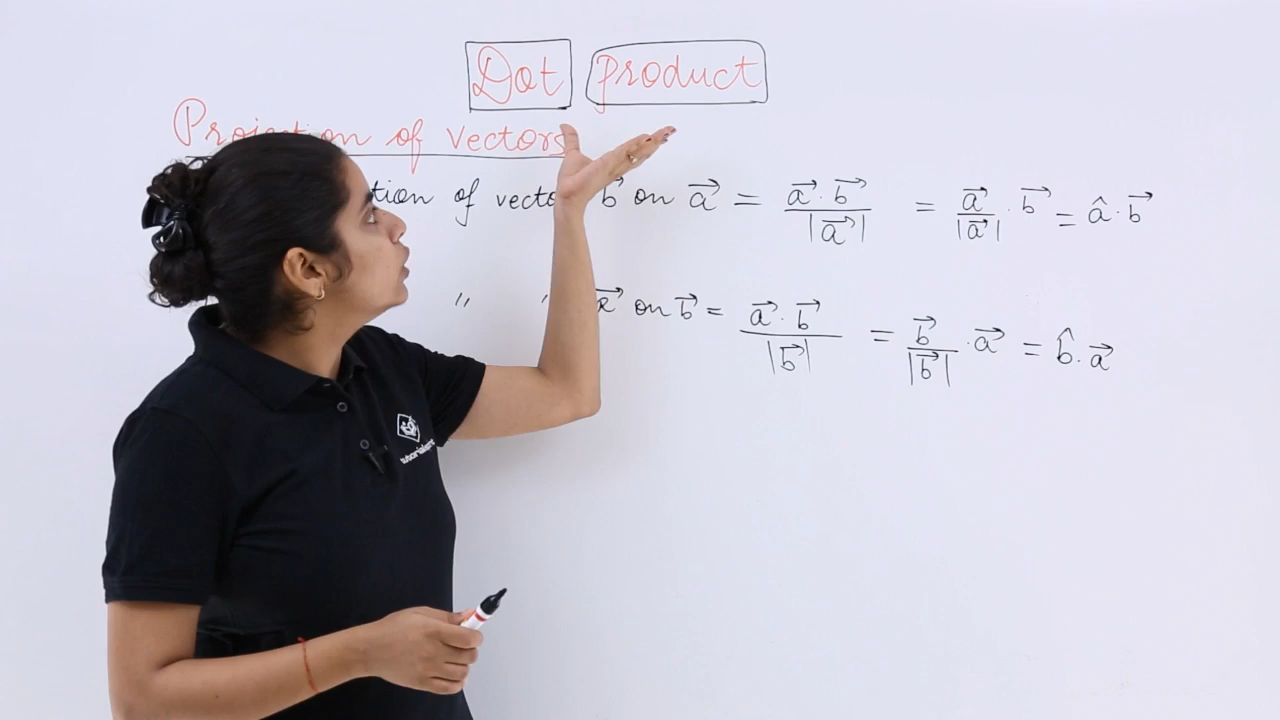 Dot product
Projection of vectors
tion of vector b⃗ on a⃗ = a⃗·b⃗ / |a⃗| = a⃗/|a⃗| · b⃗ = â·b⃗
" " a⃗ on b⃗ = a⃗·b⃗ / |b⃗| = b⃗/|b⃗| · a⃗ = b̂·a⃗